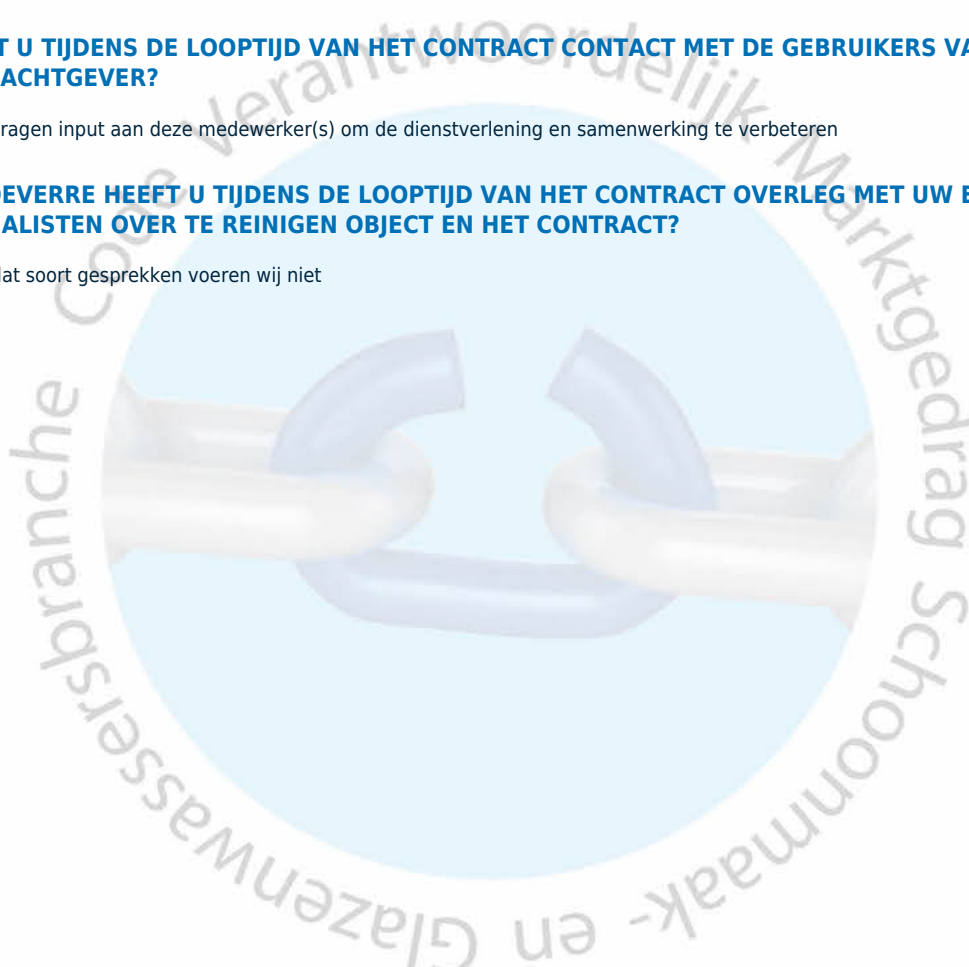 T U TIJDENS DE LOOPTIJD VAN HET CONTRACT CONTACT MET DE GEBRUIKERS VA
ACHTGEVER?
ragen input aan deze medewerker(s) om de dienstverlening en samenwerking te verbeteren
DEVERRE HEEFT U TIJDENS DE LOOPTIJD VAN HET CONTRACT OVERLEG MET UW E
ALISTEN OVER TE REINIGEN OBJECT EN HET CONTRACT?
dat soort gesprekken voeren wij niet
Code Verantwoordelijk Marktgedrag Schoonmaak- en Glazenwassersbranche